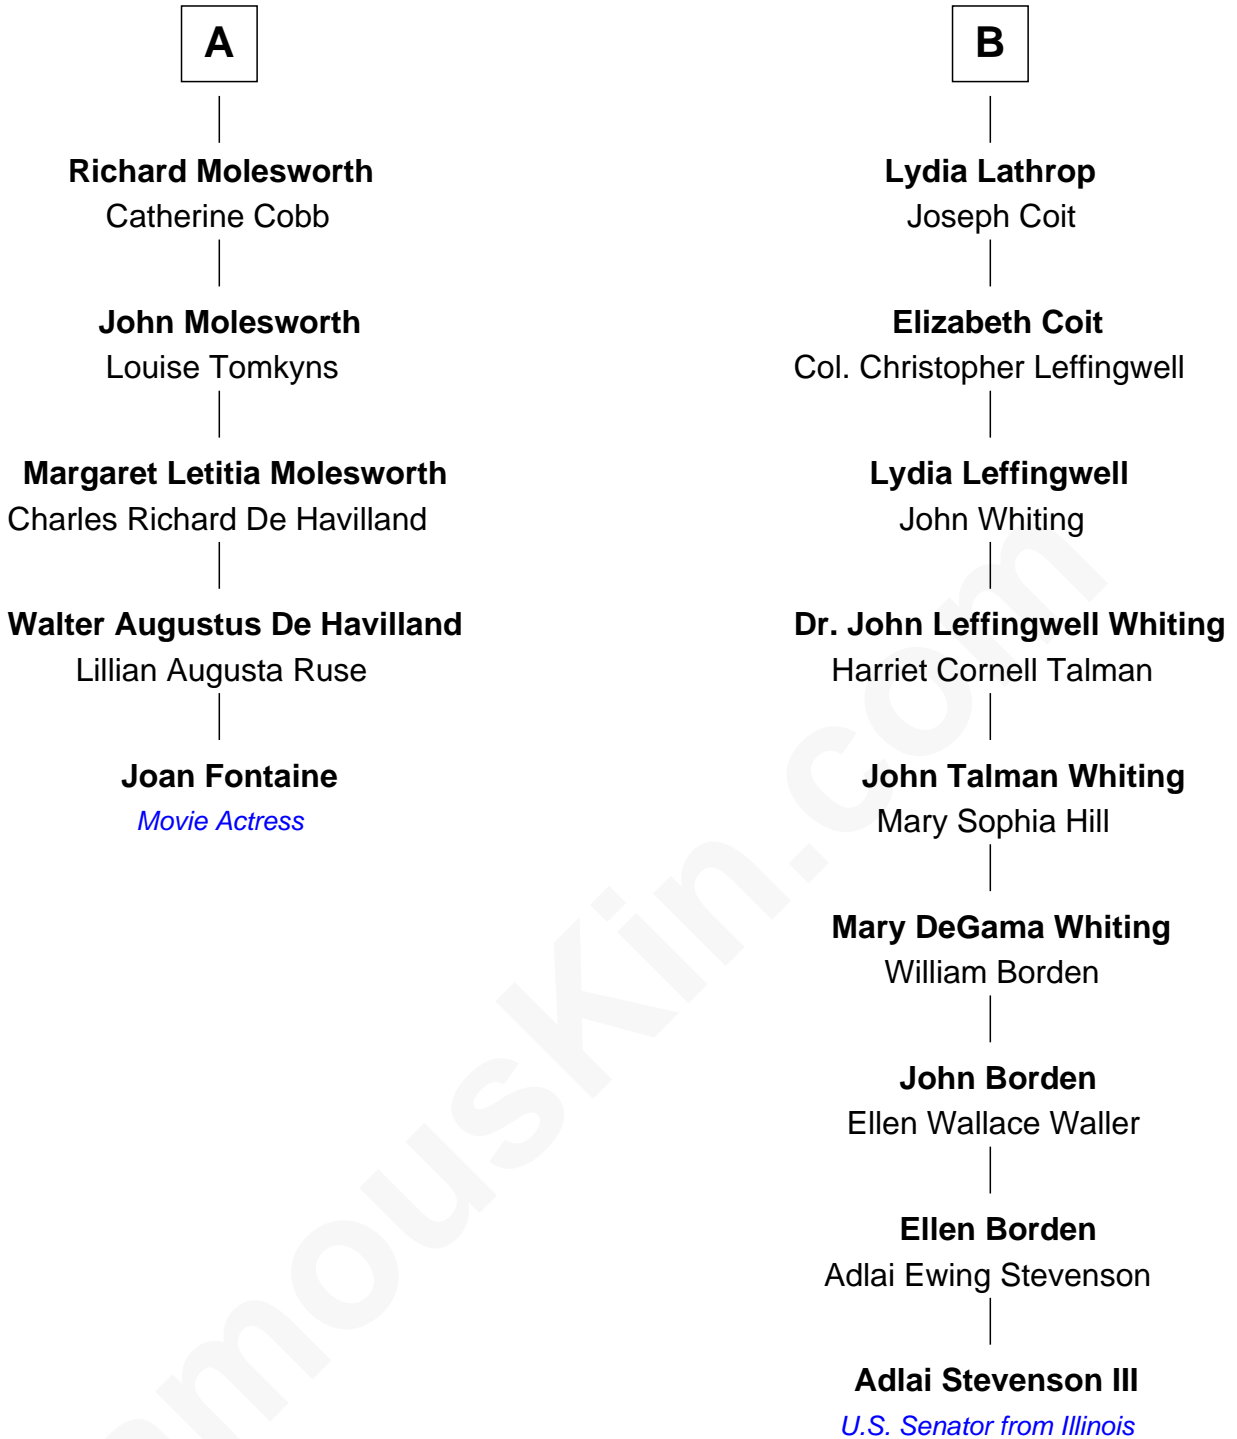 A
Richard Molesworth
Catherine Cobb
John Molesworth
Louise Tomkyns
Margaret Letitia Molesworth
Charles Richard De Havilland
Walter Augustus De Havilland
Lillian Augusta Ruse
Joan Fontaine
Movie Actress
B
Lydia Lathrop
Joseph Coit
Elizabeth Coit
Col. Christopher Leffingwell
Lydia Leffingwell
John Whiting
Dr. John Leffingwell Whiting
Harriet Cornell Talman
John Talman Whiting
Mary Sophia Hill
Mary DeGama Whiting
William Borden
John Borden
Ellen Wallace Waller
Ellen Borden
Adlai Ewing Stevenson
Adlai Stevenson III
U.S. Senator from Illinois
amousKin.com